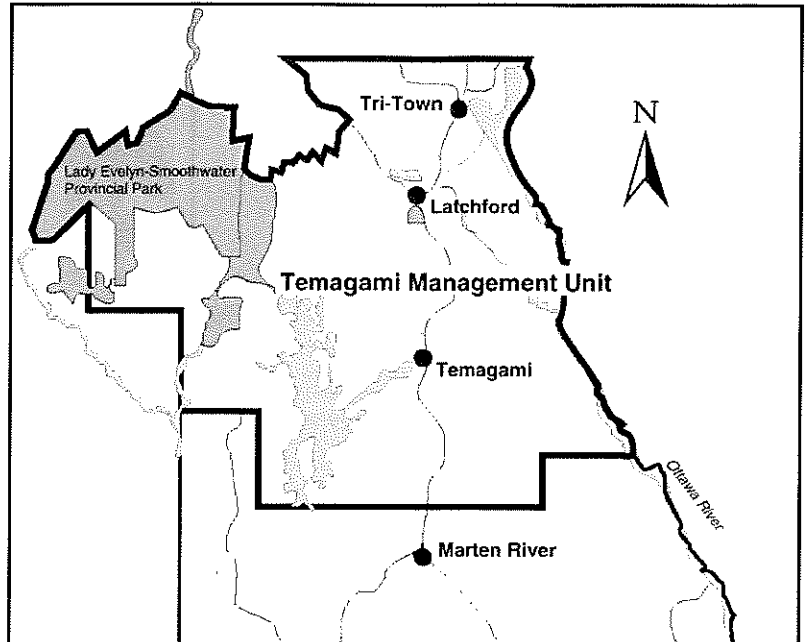 N
Tri-Town
Lady Evelyn-Smoothwater
Provincial Park
Latchford
Temagami Management Unit
Temagami
Ottawa River
Marten River